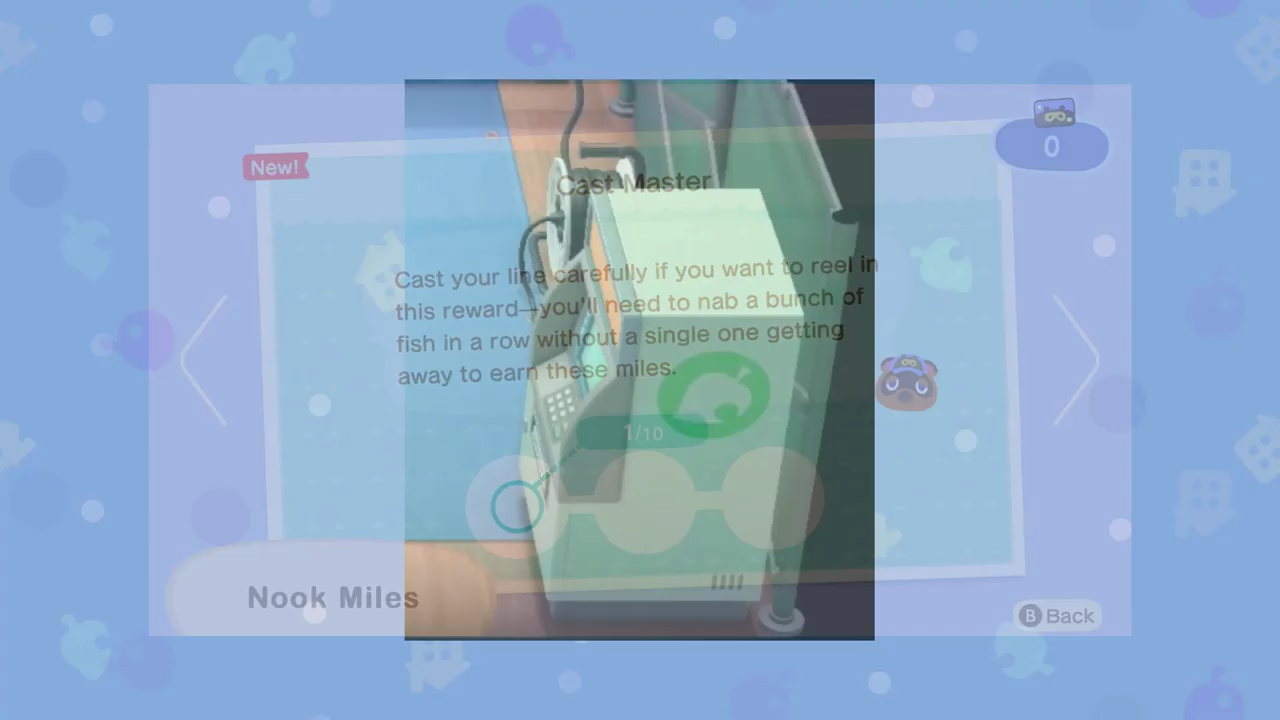 New!
0
Cast Master
Cast your line carefully if you want to reel in
this reward—you'll need to nab a bunch of
fish in a row without a single one getting
away to earn these miles.
1/10
Nook Miles
B Back